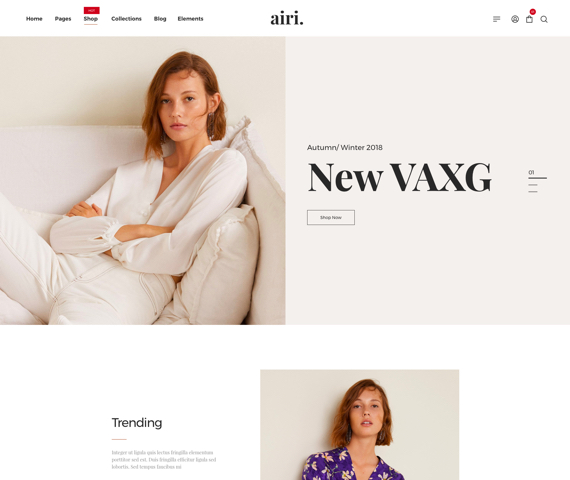 HOT
Home Pages Shop Collections Blog Elements
airi.
Autumn/ Winter 2018
New VAXG
01
Shop Now
Trending
Integer ut ligula quis lectus fringilla elementum
porttitor sed est. Duis fringilla efficitur ligula sed
lobortis. Sed tempus faucibus mi